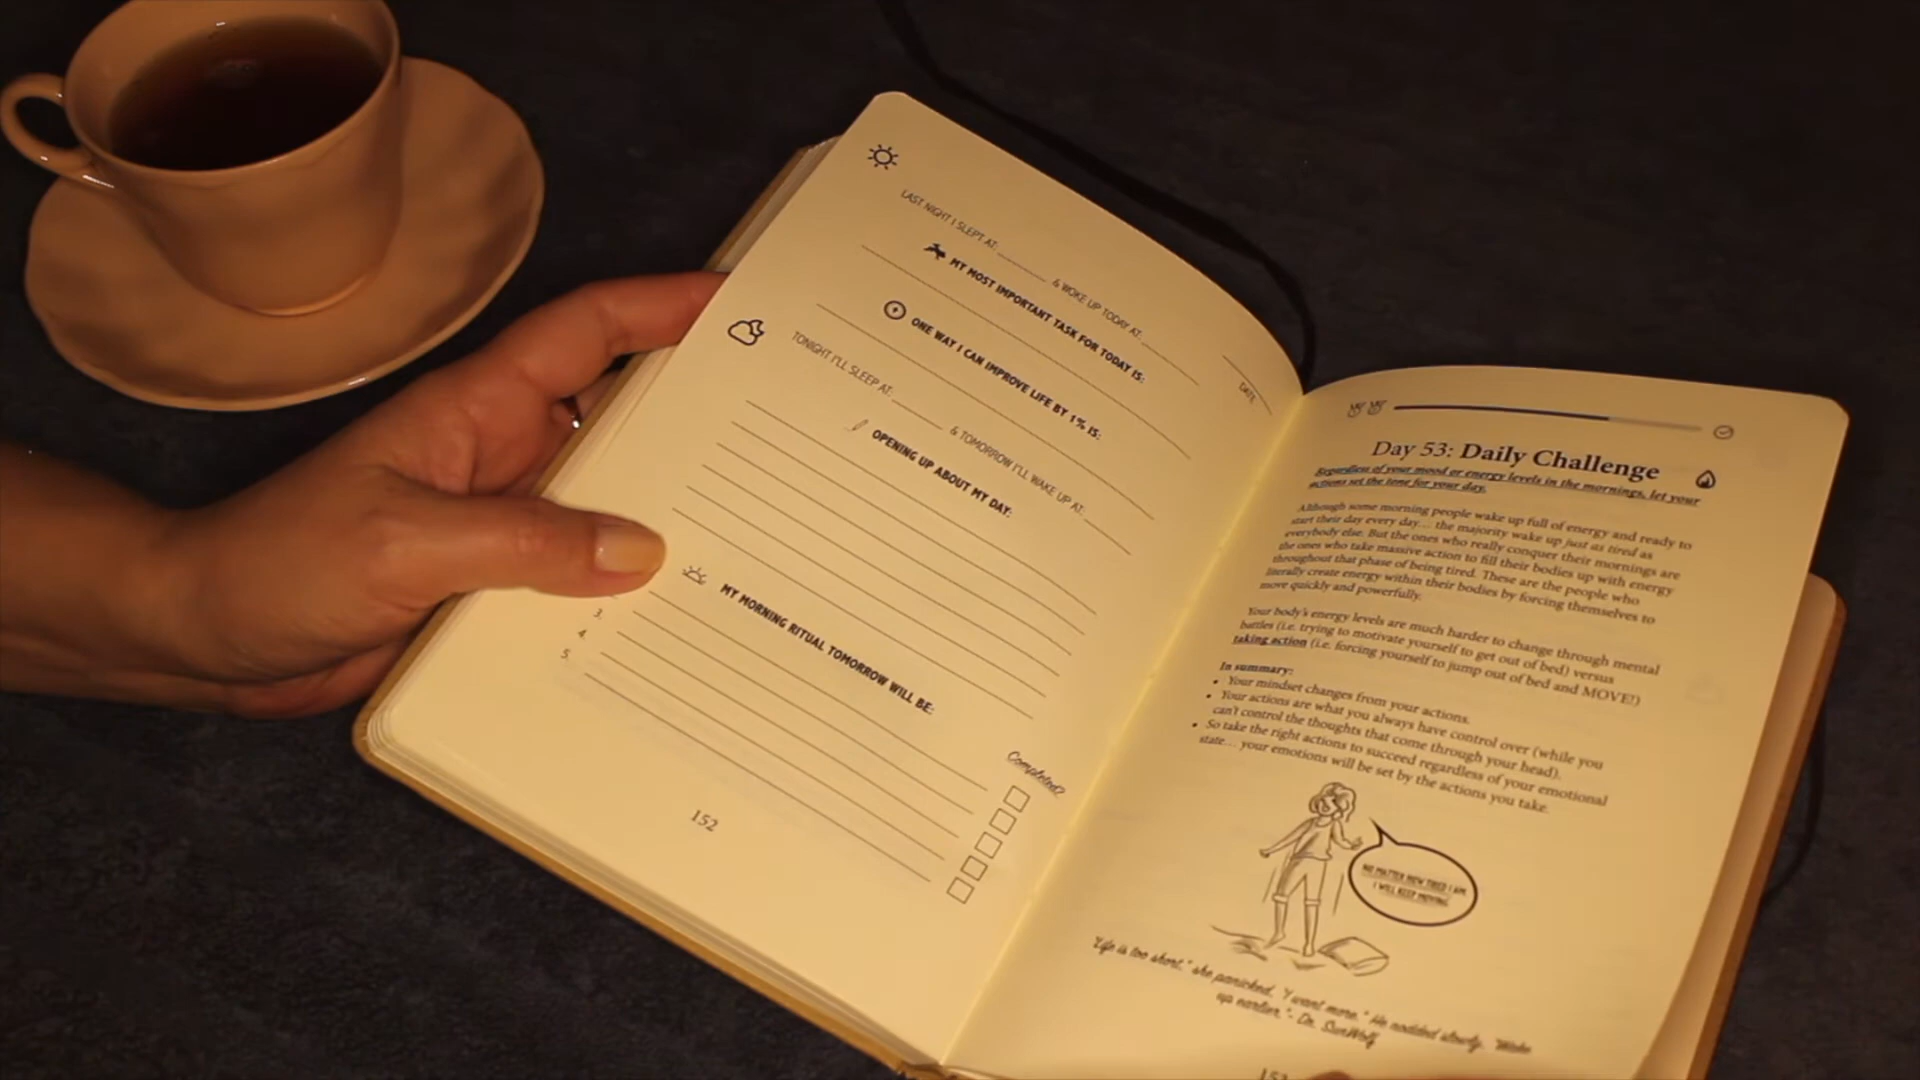 LAST NIGHT I SLEPT AT: & WOKE UP TODAY AT:
DATE
MY MOST IMPORTANT TASK FOR TODAY IS:
ONE WAY I CAN IMPROVE LIFE BY 1% IS:
TONIGHT I'LL SLEEP AT: & TOMORROW I'LL WAKE UP AT:
OPENING UP ABOUT MY DAY:
MY MORNING RITUAL TOMORROW WILL BE:
3.
4.
5.
Completed?
152
Day 53: Daily Challenge
Regardless of your mood or energy levels in the mornings, let your
actions set the tone for your day.
Although some morning people wake up full of energy and ready to
start their day every day... the majority wake up just as tired as
everybody else. But the ones who really conquer their mornings are
the ones who take massive action to fill their bodies up with energy
throughout that phase of being tired. These are the people who
literally create energy within their bodies by forcing themselves to
move quickly and powerfully.
Your body's energy levels are much harder to change through mental
battles (i.e. trying to motivate yourself to get out of bed) versus
taking action (i.e. forcing yourself to jump out of bed and MOVE!)
In summary:
• Your mindset changes from your actions.
• Your actions are what you always have control over (while you
can't control the thoughts that come through your head).
• So take the right actions to succeed regardless of your emotional
state... your emotions will be set by the actions you take.
NO MATTER HOW TIRED I AM,
I WILL KEEP MOVING.
"Life is too short," she panicked, "I want more." He nodded slowly, "Wake
up earlier." - Dr. SunWolf
153